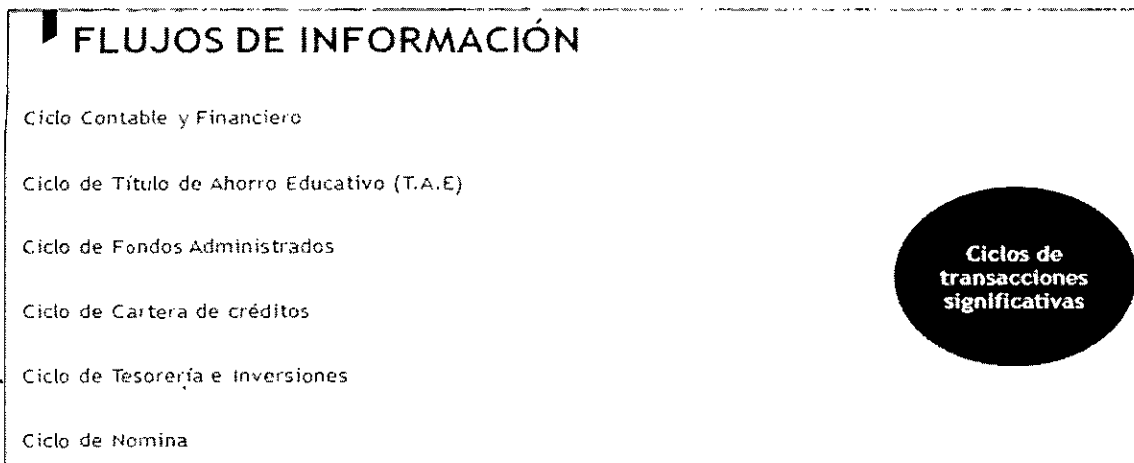 FLUJOS DE INFORMACIÓN
Ciclo Contable y Financiero
Ciclo de Título de Ahorro Educativo (T.A.E)
Ciclo de Fondos Administrados
Ciclo de Cartera de créditos
Ciclo de Tesorería e Inversiones
Ciclo de Nomina
Ciclos de
transacciones
significativas